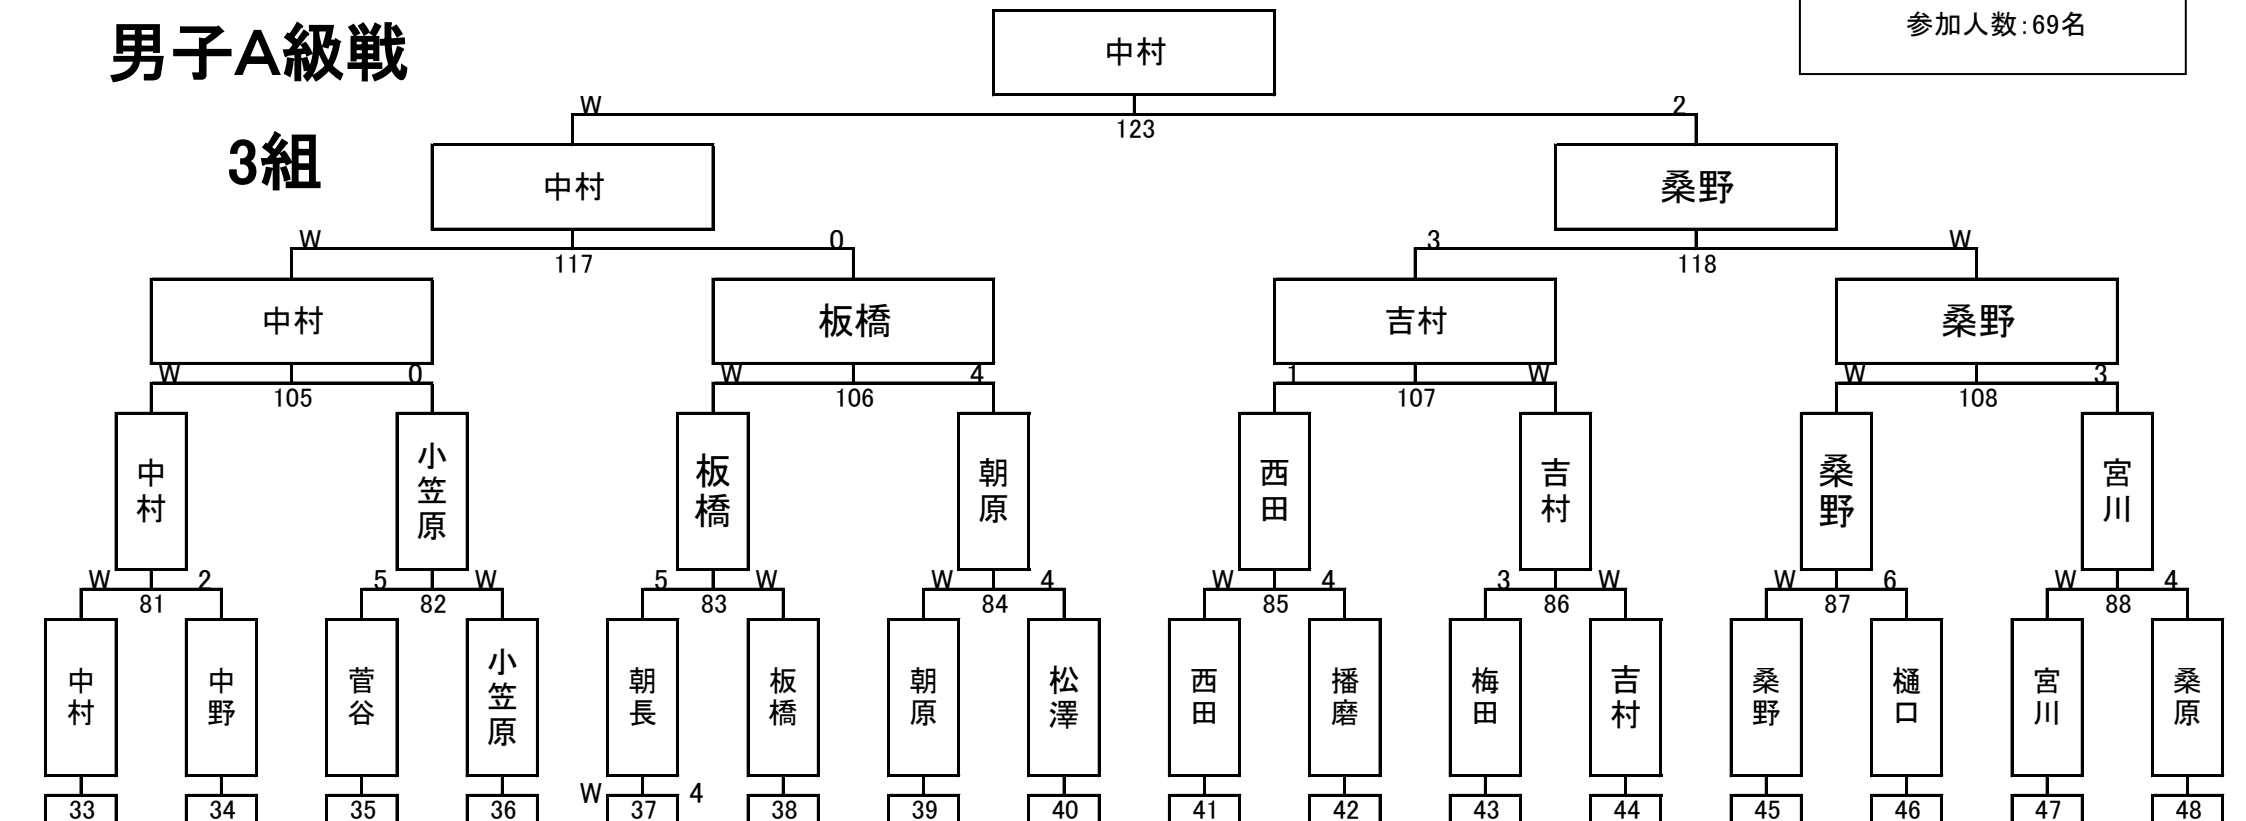 男子A級戦
3組
参加人数：69名
中村
W 2
123
中村 桑野
W 0 3 W
117 118
中村 板橋 吉村 桑野
W 0 W 4 1 W W 3
105 106 107 108
中村 小笠原 板橋 朝原 西田 吉村 桑野 宮川
W 2 5 W 5 W W 4 W 4 3 W W 6 W 4
81 82 83 84 85 86 87 88
中村 中野 菅谷 小笠原 朝長 板橋 朝原 松澤 西田 播磨 梅田 吉村 桑野 樋口 宮川 桑原
W 4
33 34 35 36 37 38 39 40 41 42 43 44 45 46 47 48